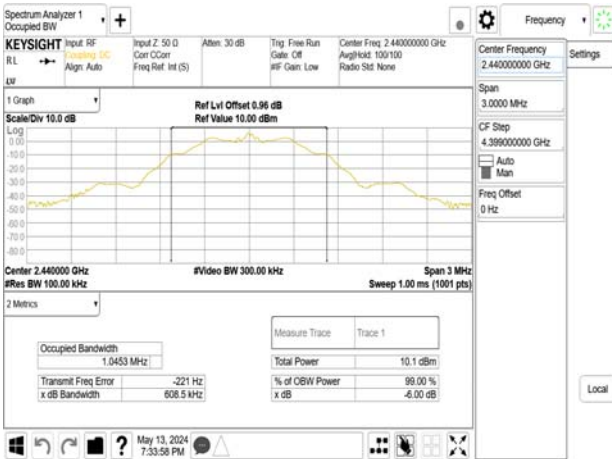 Spectrum Analyzer 1
Occupied BW
+
Frequency
KEYSIGHT
RL
Input: RF
Coupling: DC
Align: Auto
Input Z: 50 Ω
Corr CCorr
Freq Ref: Int (S)
Atten: 30 dB
Trig: Free Run
Gate: Off
#IF Gain: Low
Center Freq: 2.440000000 GHz
Avg|Hold: 100/100
Radio Std: None
Center Frequency
2.440000000 GHz
Settings
Span
3.0000 MHz
CF Step
4.399000000 GHz
Auto
Man
Freq Offset
0 Hz
Local
1 Graph
Scale/Div 10.0 dB
Ref Lvl Offset 0.96 dB
Ref Value 10.00 dBm
Log
0.00
-10.0
-20.0
-30.0
-40.0
-50.0
-60.0
-70.0
-80.0
Center 2.440000 GHz
#Res BW 100.00 kHz
#Video BW 300.00 kHz
Span 3 MHz
Sweep 1.00 ms (1001 pts)
2 Metrics
Measure Trace
Trace 1
Occupied Bandwidth
1.0453 MHz
Total Power
10.1 dBm
Transmit Freq Error
-221 Hz
% of OBW Power
99.00 %
x dB Bandwidth
608.5 kHz
x dB
-6.00 dB
?
May 13, 2024
7:33:58 PM